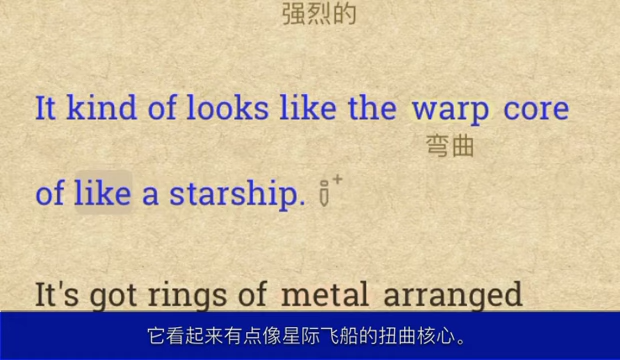 强烈的
It kind of looks like the warp core
弯曲
of like a starship.
It's got rings of metal arranged
它看起来有点像星际飞船的扭曲核心。